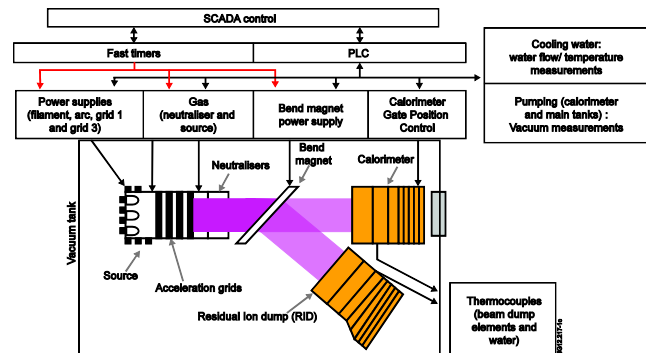 SCADA control
Fast timers
PLC
Cooling water:
water flow/ temperature
measurements
Power supplies
(filament, arc, grid 1
and grid 3)
Gas
(neutraliser and
source)
Bend magnet
power supply
Calorimeter
Gate Position
Control
Pumping (calorimeter
and main tanks) :
Vacuum measurements
Vacuum tank
Neutralisers
Bend
magnet
Calorimeter
Source
Acceleration grids
Residual Ion dump (RID)
Thermocouples
(beam dump
elements and
water)